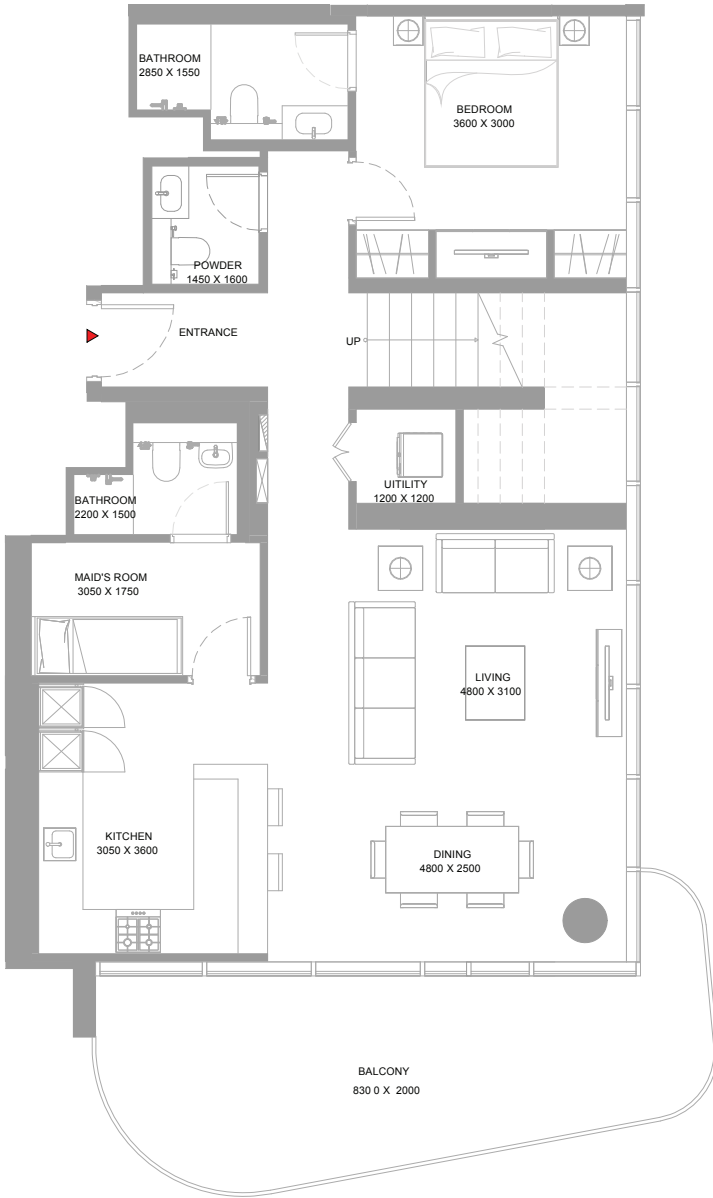 BATHROOM
2850 X 1550
BEDROOM
3600 X 3000
POWDER
1450 X 1600
ENTRANCE
UP
UITILITY
1200 X 1200
BATHROOM
2200 X 1500
MAID'S ROOM
3050 X 1750
LIVING
4800 X 3100
KITCHEN
3050 X 3600
DINING
4800 X 2500
BALCONY
830 0 X 2000